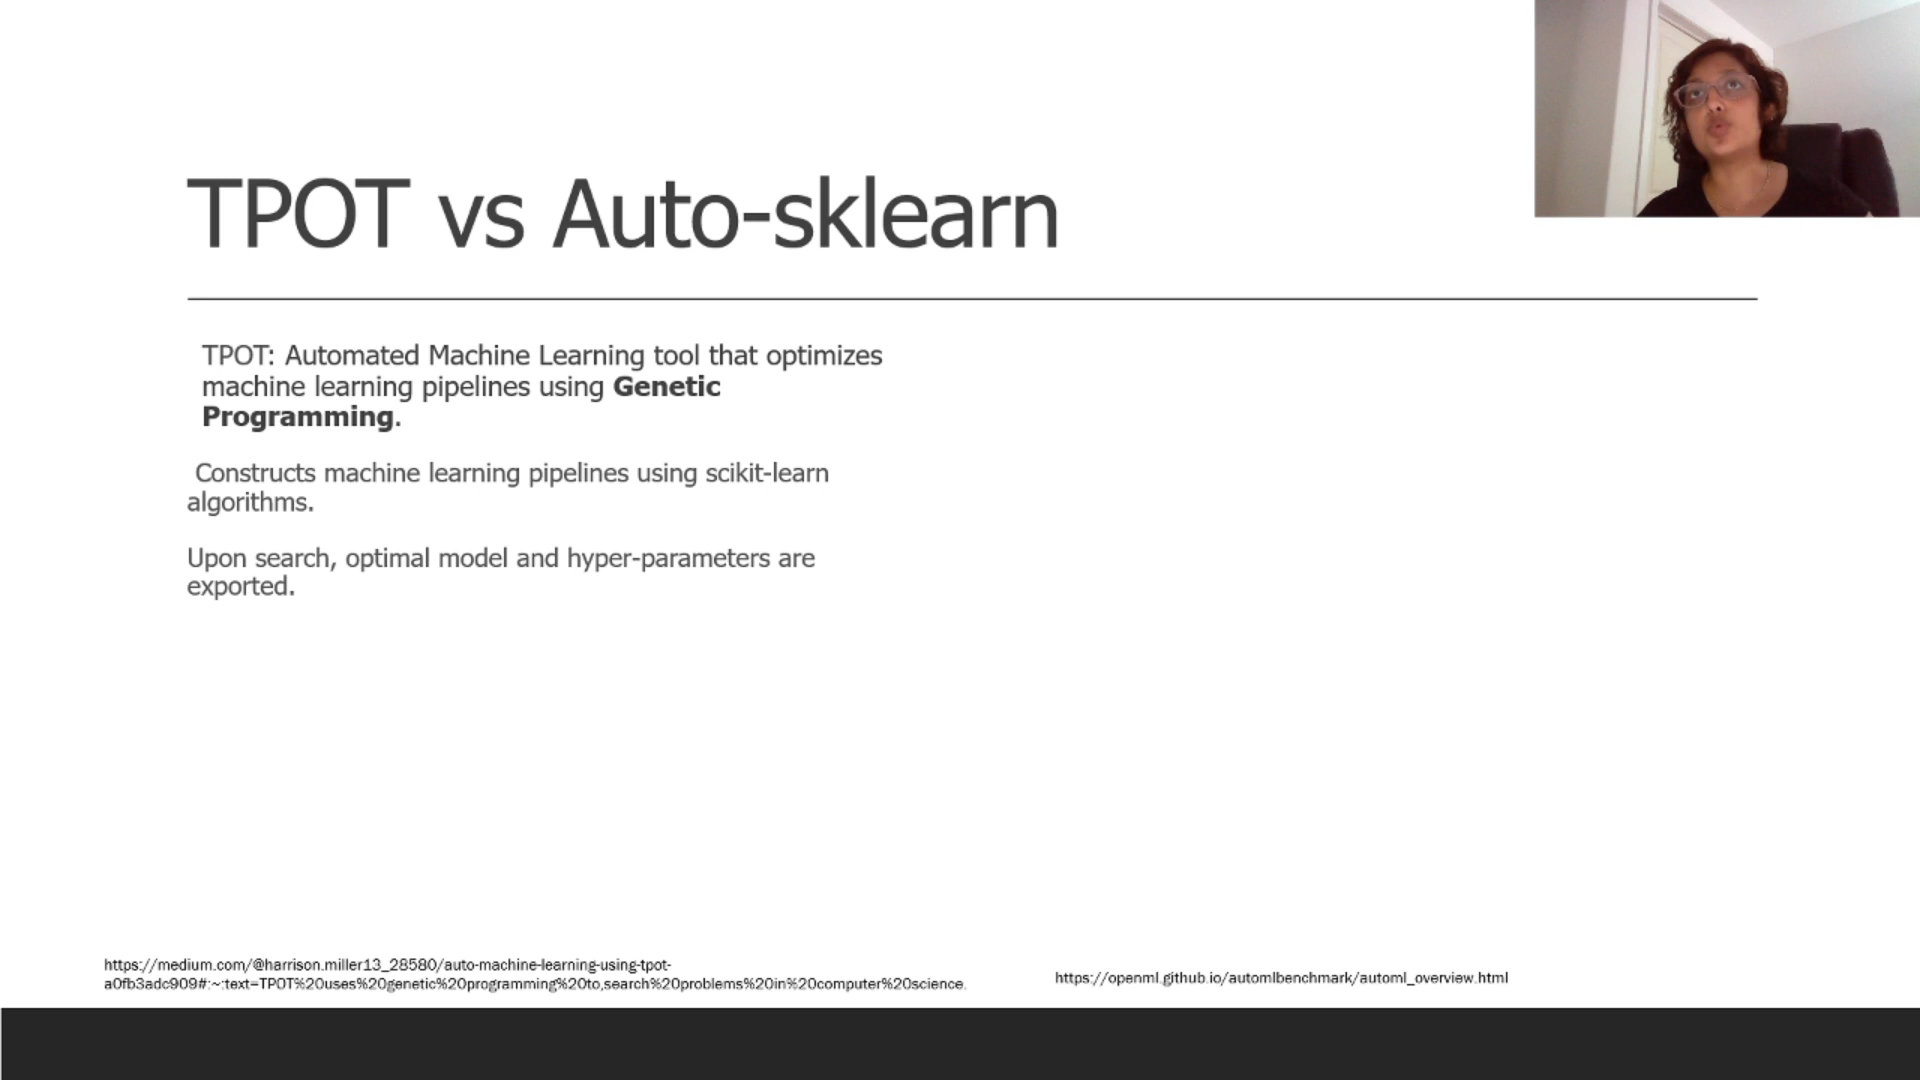 TPOT vs Auto-sklearn
TPOT: Automated Machine Learning tool that optimizes
machine learning pipelines using Genetic
Programming.
Constructs machine learning pipelines using scikit-learn
algorithms.
Upon search, optimal model and hyper-parameters are
exported.
https://medium.com/@harrison.miller13_28580/auto-machine-learning-using-tpot-
a0fb3adc909#:~:text=TPOT%20uses%20genetic%20programming%20to,search%20problems%20in%20computer%20science.
https://openml.github.io/automlbenchmark/automl_overview.html